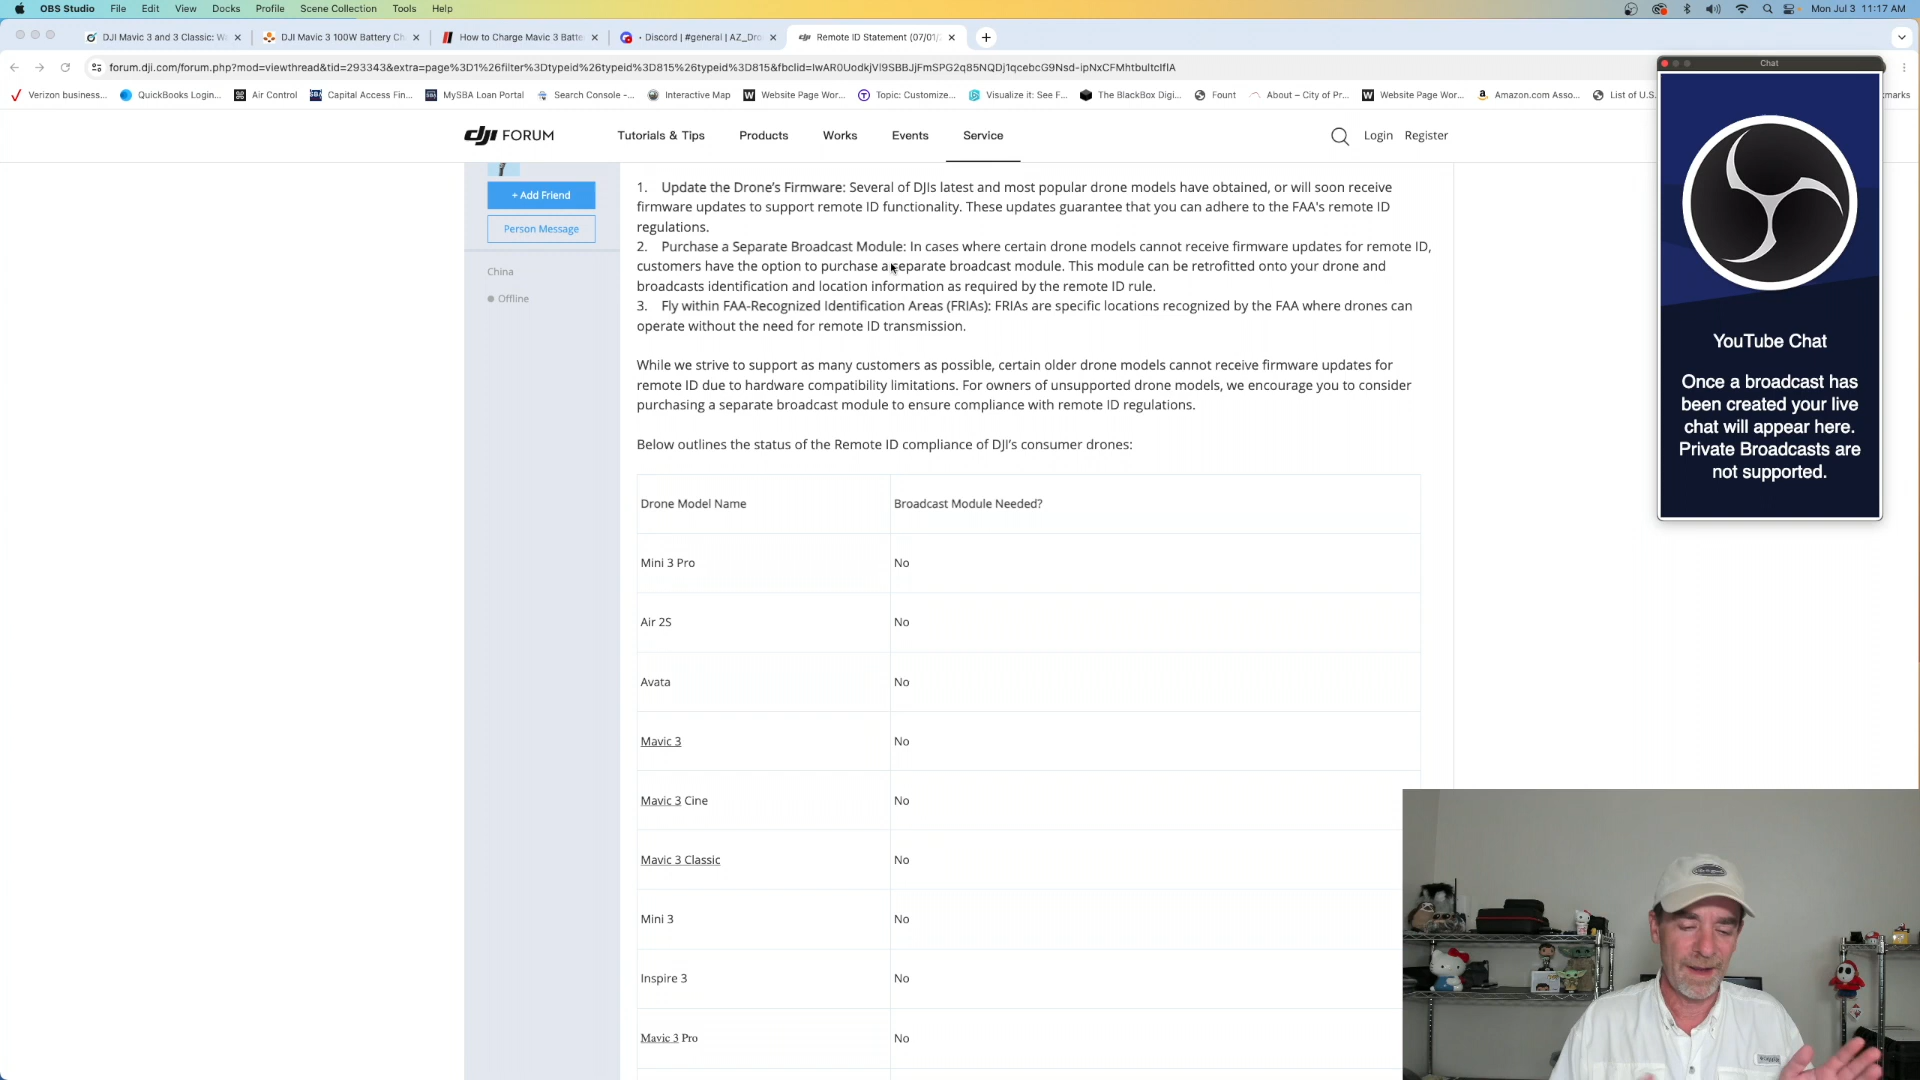 OBS Studio File Edit View Docks Profile Scene Collection Tools Help Mon Jul 3 11:17 AM
DJI Mavic 3 and 3 Classic: W DJI Mavic 3 100W Battery Ch How to Charge Mavic 3 Batte Discord | #general | AZ_Dro Remote ID Statement (07/01/
forum.dji.com/forum.php?mod=viewthread&tid=293343&extra=page%3D1%26filter%3Dtypeid%26typeid%3D815%26typeid%3D815&fbclid=
Verizon business... QuickBooks Login... Air Control Capital Access Fin... MySBA Loan Portal Search Console -... Interactive Map Website Page Wor... Topic: Customize... Visualize it: See F... The BlackBox Digi... Fount About – City of Pr... Website Page Wor... Amazon.com Asso... List of U.S. marks
Chat
dji FORUM Tutorials & Tips Products Works Events Service Login Register
+ Add Friend
Person Message
China
Offline
1. Update the Drone's Firmware: Several of DJIs latest and most popular drone models have obtained, or will soon receive
firmware updates to support remote ID functionality. These updates guarantee that you can adhere to the FAA's remote ID
regulations.
2. Purchase a Separate Broadcast Module: In cases where certain drone models cannot receive firmware updates for remote ID,
customers have the option to purchase a separate broadcast module. This module can be retrofitted onto your drone and
broadcasts identification and location information as required by the remote ID rule.
3. Fly within FAA-Recognized Identification Areas (FRIAs): FRIAs are specific locations recognized by the FAA where drones can
operate without the need for remote ID transmission.
While we strive to support as many customers as possible, certain older drone models cannot receive firmware updates for
remote ID due to hardware compatibility limitations. For owners of unsupported drone models, we encourage you to consider
purchasing a separate broadcast module to ensure compliance with remote ID regulations.
Below outlines the status of the Remote ID compliance of DJI's consumer drones:
Drone Model Name Broadcast Module Needed?
Mini 3 Pro No
Air 2S No
Avata No
Mavic 3 No
Mavic 3 Cine No
Mavic 3 Classic No
Mini 3 No
Inspire 3 No
Mavic 3 Pro No
YouTube Chat
Once a broadcast has
been created your live
chat will appear here.
Private Broadcasts are
not supported.